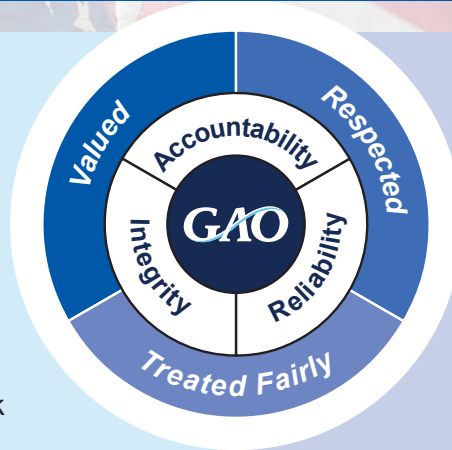 Valued
Respected
Accountability
GAO
Integrity
Reliability
Treated Fairly
k